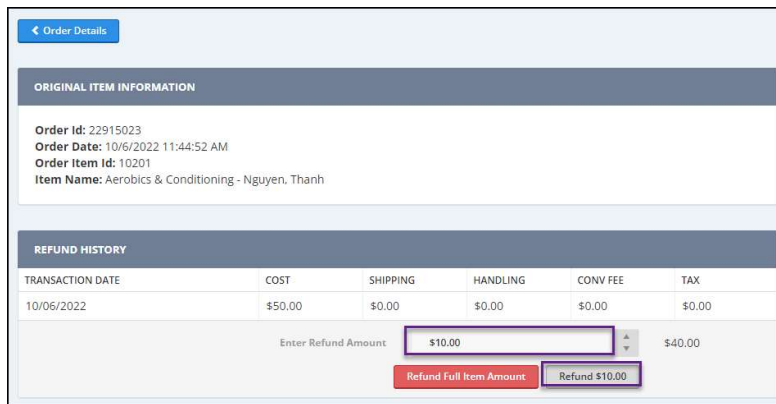 Order Details
ORIGINAL ITEM INFORMATION
Order Id: 22915023
Order Date: 10/6/2022 11:44:52 AM
Order Item Id: 10201
Item Name: Aerobics & Conditioning - Nguyen, Thanh
REFUND HISTORY
TRANSACTION DATE COST SHIPPING HANDLING CONV FEE TAX
10/06/2022 $50.00 $0.00 $0.00 $0.00 $0.00
Enter Refund Amount $10.00 $40.00
Refund Full Item Amount Refund $10.00